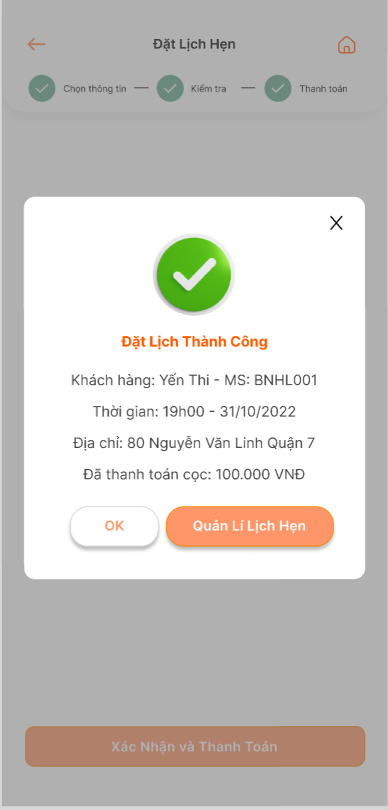 Đặt Lịch Hẹn
Chọn thông tin
Kiểm tra
Thanh toán
Đặt Lịch Thành Công
Khách hàng: Yến Thi - MS: BNHL001
Thời gian: 19h00 - 31/10/2022
Địa chỉ: 80 Nguyễn Văn Linh Quận 7
Đã thanh toán cọc: 100.000 VNĐ
OK
Quản Lí Lịch Hẹn
Xác Nhận và Thanh Toán